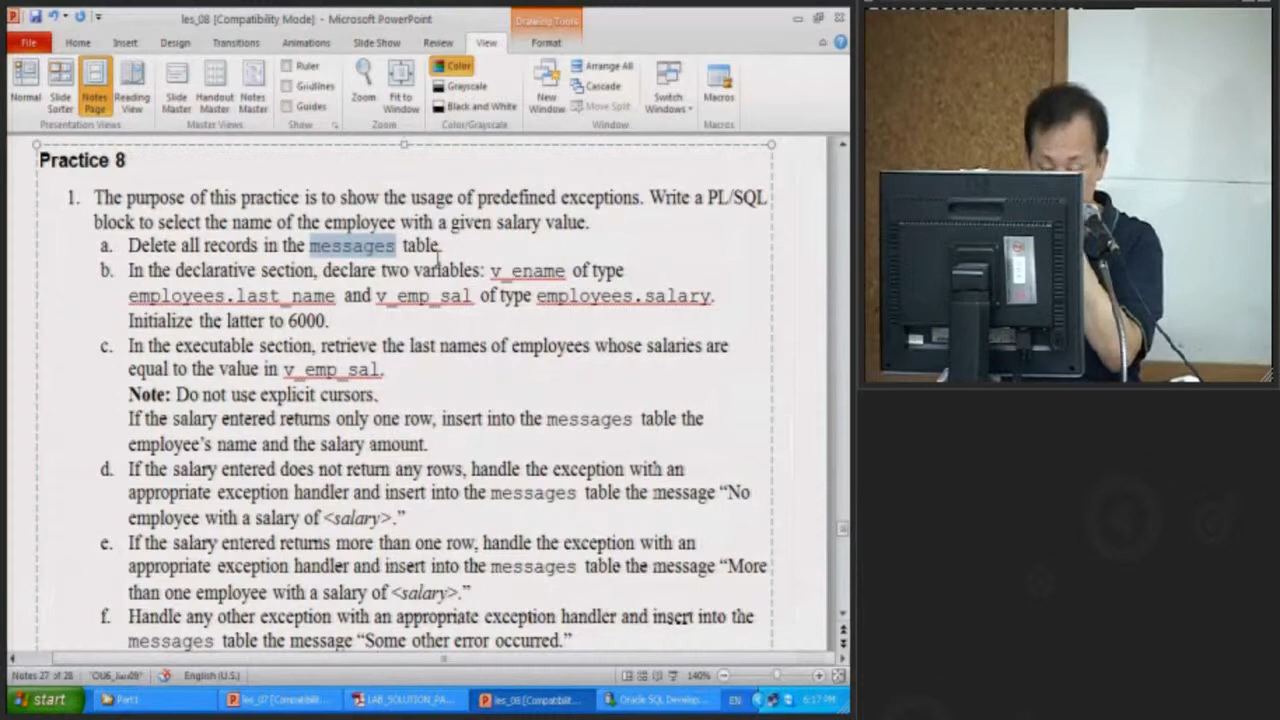 les_08 [Compatibility Mode] - Microsoft PowerPoint
Drawing Tools
File Home Insert Design Transitions Animations Slide Show Review View Format
Normal Slide Sorter Notes Page Reading View Slide Master Handout Master Notes Master Ruler Gridlines Guides Zoom Fit to Window Color Grayscale Black and White New Window Arrange All Cascade Move Split Switch Windows Macros
Presentation Views Master Views Show Zoom Color/Grayscale Window Macros
Practice 8
1. The purpose of this practice is to show the usage of predefined exceptions. Write a PL/SQL
block to select the name of the employee with a given salary value.
a. Delete all records in the messages table.
b. In the declarative section, declare two variables: v_ename of type
employees.last_name and v_emp_sal of type employees.salary.
Initialize the latter to 6000.
c. In the executable section, retrieve the last names of employees whose salaries are
equal to the value in v_emp_sal.
Note: Do not use explicit cursors.
If the salary entered returns only one row, insert into the messages table the
employee's name and the salary amount.
d. If the salary entered does not return any rows, handle the exception with an
appropriate exception handler and insert into the messages table the message “No
employee with a salary of <salary>.”
e. If the salary entered returns more than one row, handle the exception with an
appropriate exception handler and insert into the messages table the message “More
than one employee with a salary of <salary>.”
f. Handle any other exception with an appropriate exception handler and insert into the
messages table the message “Some other error occurred.”
Notes 27 of 28 English (U.S.) 140%
start Part1 les_07 [Compatibil... LAB_SOLUTION_PA... les_08 [Compatibilit... Oracle SQL Develop... EN 6:17 PM